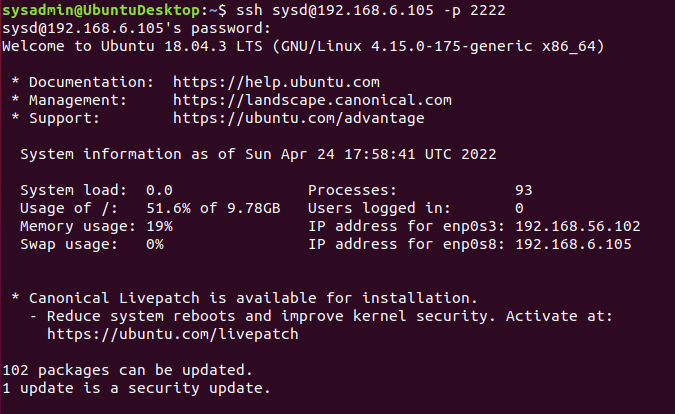 sysadmin@UbuntuDesktop:~$ ssh sysd@192.168.6.105 -p 2222
sysd@192.168.6.105's password:
Welcome to Ubuntu 18.04.3 LTS (GNU/Linux 4.15.0-175-generic x86_64)
* Documentation:  https://help.ubuntu.com
* Management:     https://landscape.canonical.com
* Support:        https://ubuntu.com/advantage
System information as of Sun Apr 24 17:58:41 UTC 2022
System load:  0.0               Processes:             93
Usage of /:   51.6% of 9.78GB   Users logged in:       0
Memory usage: 19%               IP address for enp0s3: 192.168.56.102
Swap usage:   0%                IP address for enp0s8: 192.168.6.105
* Canonical Livepatch is available for installation.
- Reduce system reboots and improve kernel security. Activate at:
https://ubuntu.com/livepatch
102 packages can be updated.
1 update is a security update.